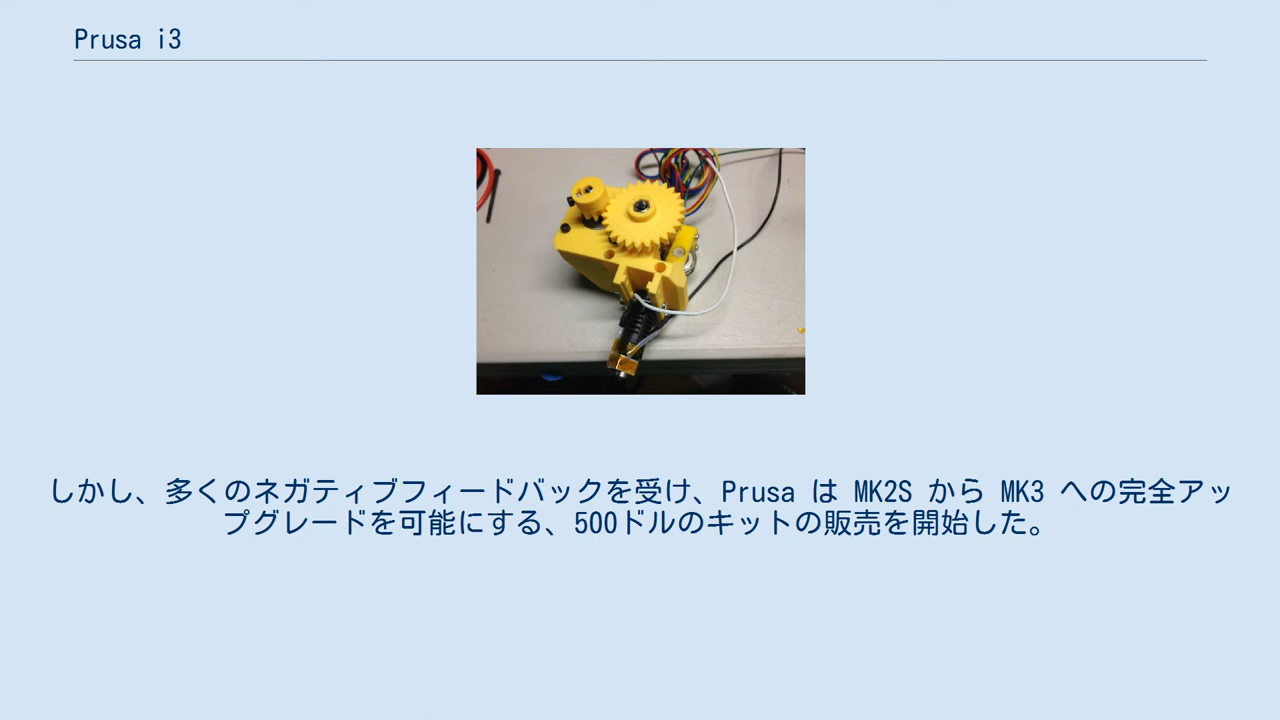 Prusa i3
しかし、多くのネガティブフィードバックを受け、Prusa は MK2S から MK3 への完全アッ
プグレードを可能にする、500ドルのキットの販売を開始した。